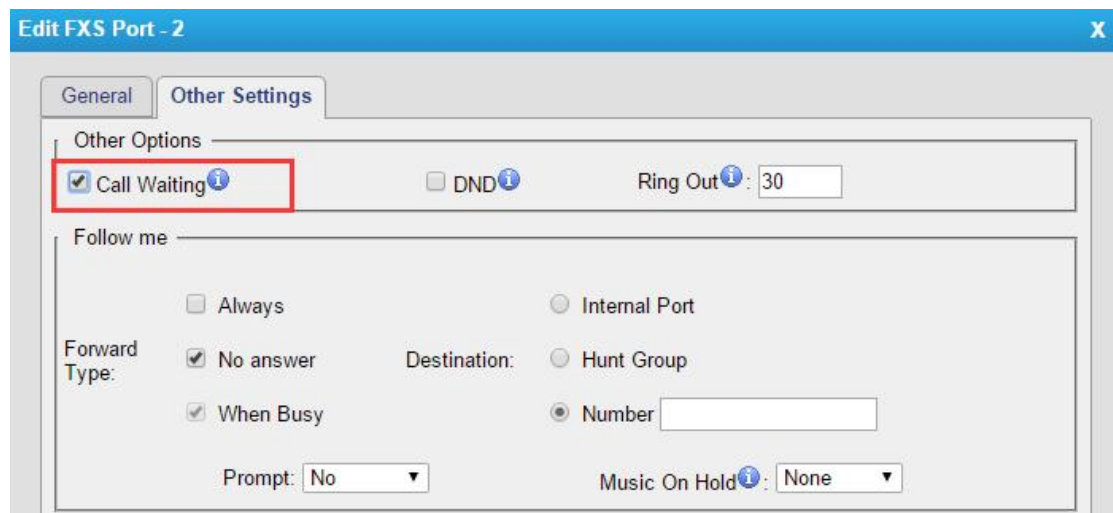 Edit FXS Port - 2 X
General Other Settings
Other Options
Call Waiting DND Ring Out : 30
Follow me
Always Internal Port
Forward Type: No answer Destination: Hunt Group
When Busy Number
Prompt: No Music On Hold : None